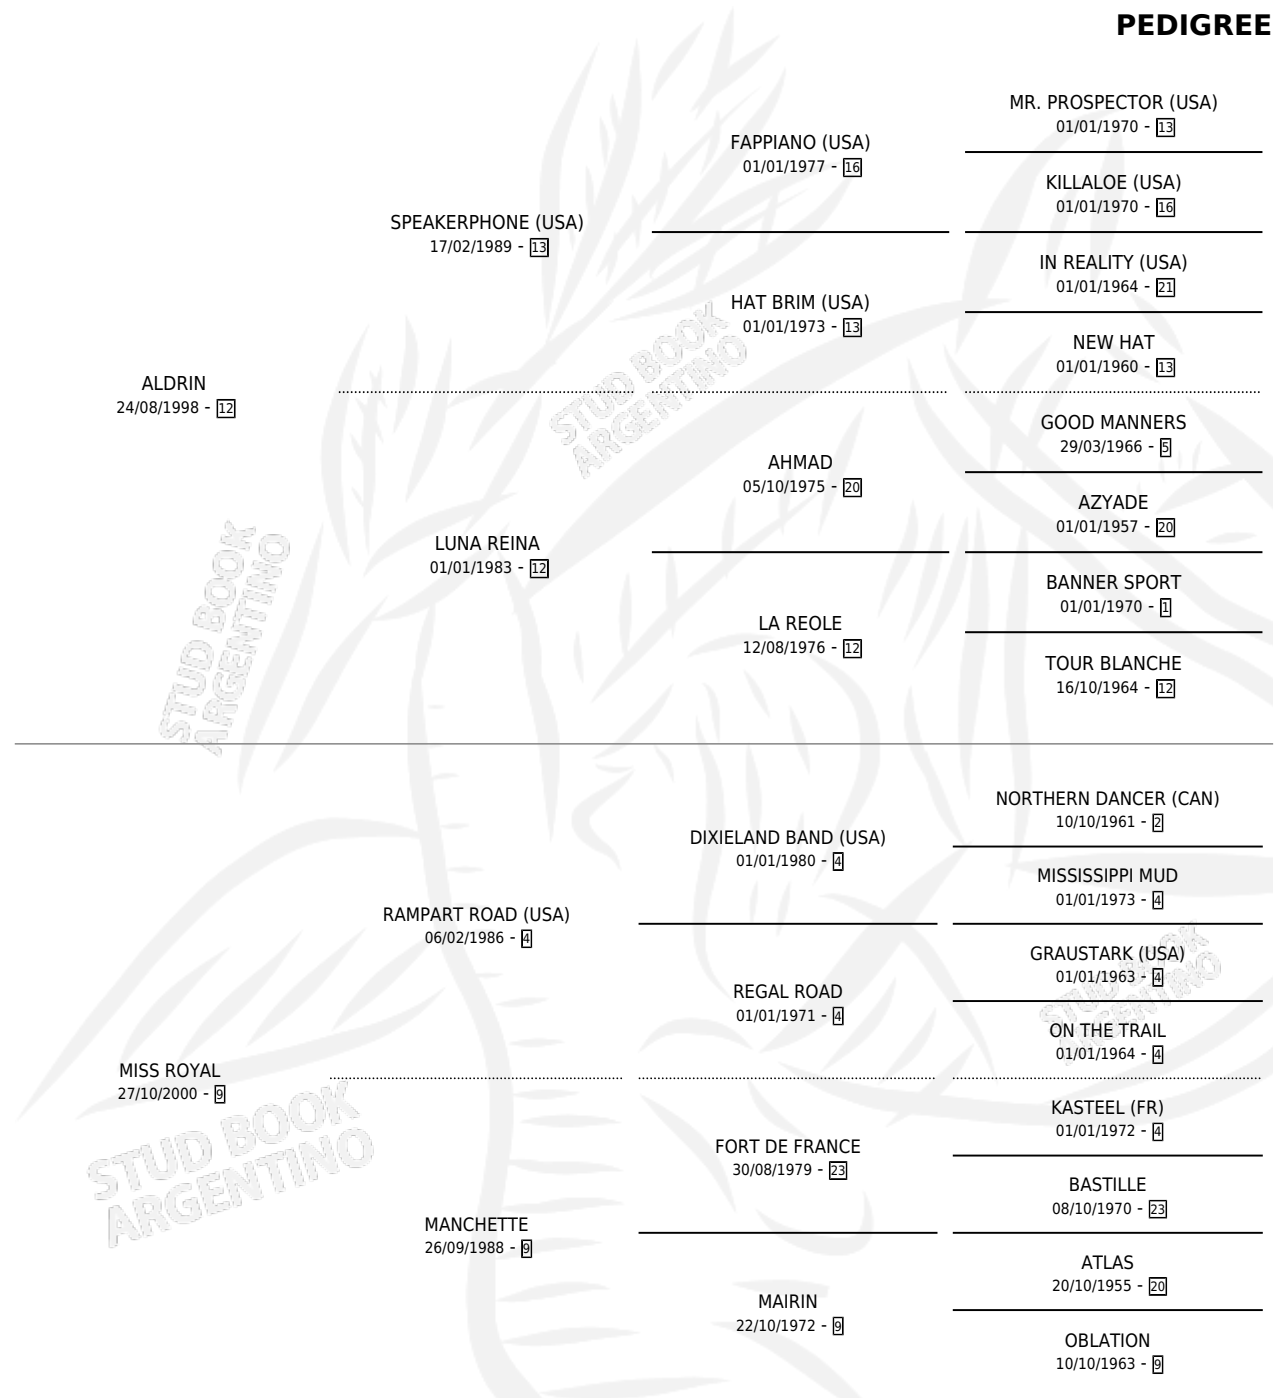 PEDIGREE
MR. PROSPECTOR (USA)
01/01/1970 - 13
FAPPIANO (USA)
01/01/1977 - 16
KILLALOE (USA)
01/01/1970 - 16
SPEAKERPHONE (USA)
17/02/1989 - 13
IN REALITY (USA)
01/01/1964 - 21
HAT BRIM (USA)
01/01/1973 - 13
NEW HAT
01/01/1960 - 13
ALDRIN
24/08/1998 - 12
GOOD MANNERS
29/03/1966 - 5
AHMAD
05/10/1975 - 20
AZYADE
01/01/1957 - 20
LUNA REINA
01/01/1983 - 12
BANNER SPORT
01/01/1970 - 1
LA REOLE
12/08/1976 - 12
TOUR BLANCHE
16/10/1964 - 12
NORTHERN DANCER (CAN)
10/10/1961 - 2
DIXIELAND BAND (USA)
01/01/1980 - 4
MISSISSIPPI MUD
01/01/1973 - 4
RAMPART ROAD (USA)
06/02/1986 - 4
GRAUSTARK (USA)
01/01/1963 - 4
REGAL ROAD
01/01/1971 - 4
ON THE TRAIL
01/01/1964 - 4
MISS ROYAL
27/10/2000 - 9
KASTEEL (FR)
01/01/1972 - 4
FORT DE FRANCE
30/08/1979 - 23
BASTILLE
08/10/1970 - 23
MANCHETTE
26/09/1988 - 9
ATLAS
20/10/1955 - 20
MAIRIN
22/10/1972 - 9
OBLATION
10/10/1963 - 9
STUD BOOK
ARGENTINO
STUD BOOK
ARGENTINO
STUD BOOK
ARGENTINO
STUD BOOK
ARGENTINO